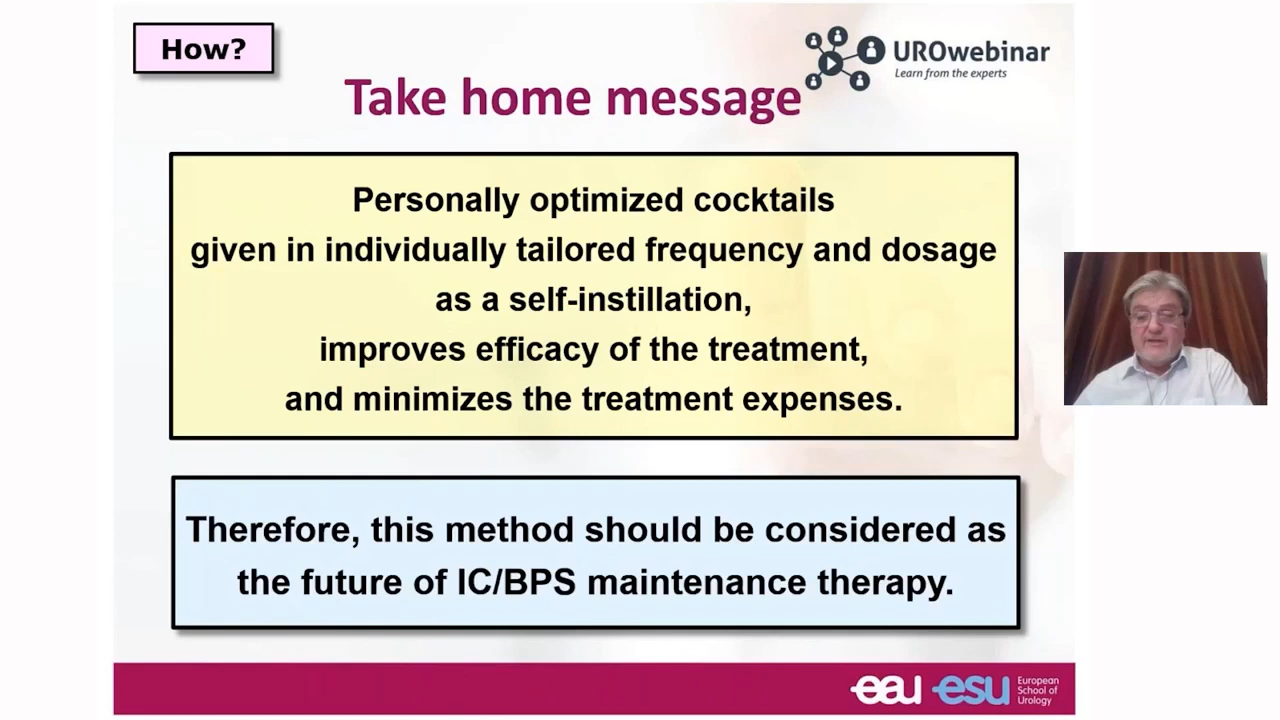 How?
UROwebinar
Learn from the experts
Take home message
Personally optimized cocktails
given in individually tailored frequency and dosage
as a self-instillation,
improves efficacy of the treatment,
and minimizes the treatment expenses.
Therefore, this method should be considered as
the future of IC/BPS maintenance therapy.
eau esu European
School of
Urology